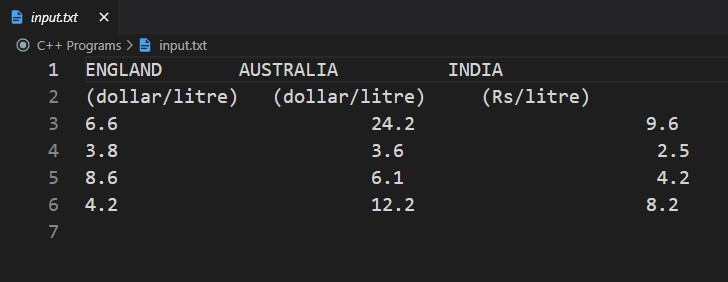 input.txt ×
C++ Programs > input.txt
1 ENGLAND AUSTRALIA INDIA
2 (dollar/litre) (dollar/litre) (Rs/litre)
3 6.6 24.2 9.6
4 3.8 3.6 2.5
5 8.6 6.1 4.2
6 4.2 12.2 8.2
7